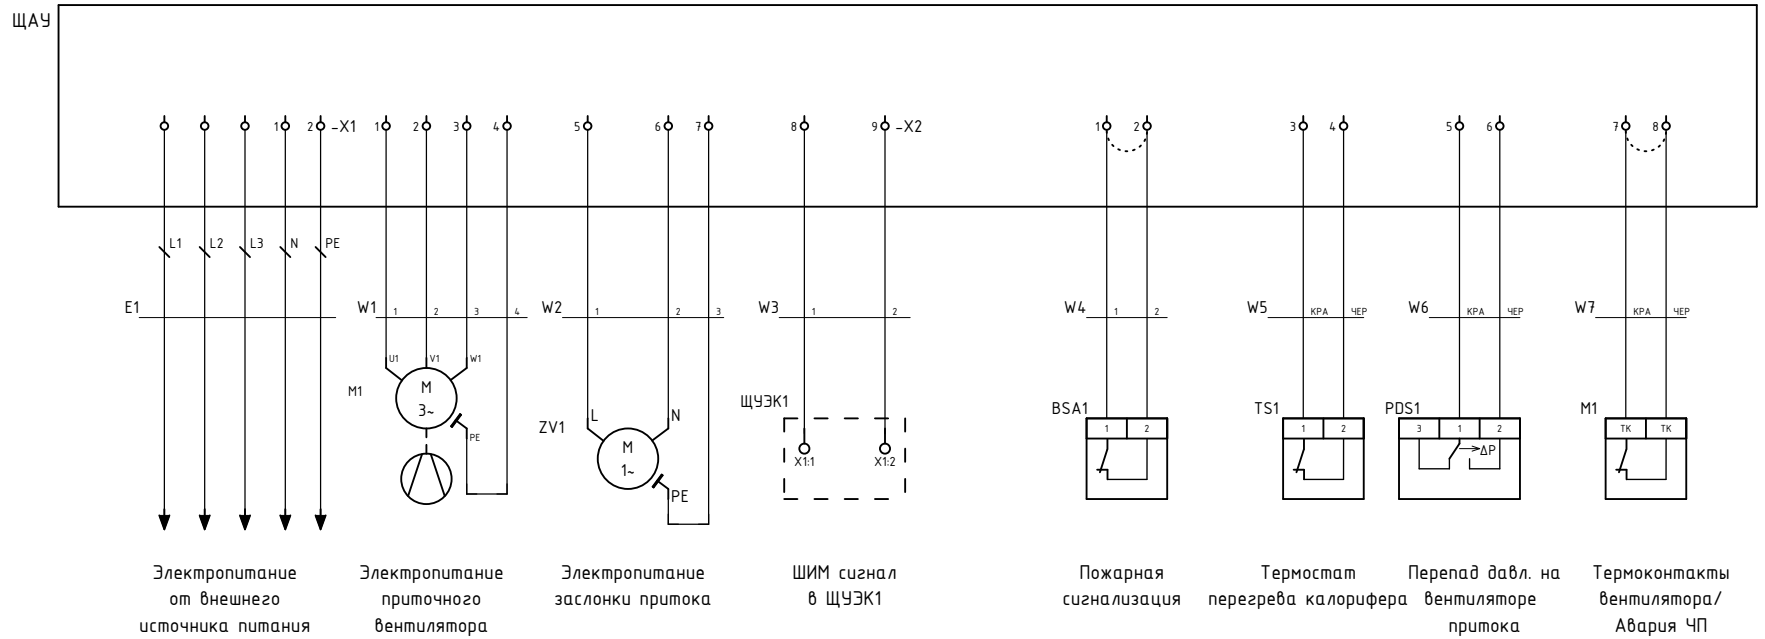 ЩАУ
1 2 -X1 1 2 3 4 5 6 7 8 9 -X2 1 2 3 4 5 6 7 8
L1 L2 L3 N PE
E1 W1 1 2 3 4 W2 1 2 3 W3 1 2 W4 1 2 W5 КРА ЧЕР W6 КРА ЧЕР W7 КРА ЧЕР
U1 V1 W1
M1 M 3~ PE
ZV1 L N M 1~ PE
ЩУЭК1 X1:1 X1:2
BSA1 1 2
TS1 1 2
PDS1 3 1 2 ΔP
M1 ТК ТК
Электропитание
от внешнего
источника питания
Электропитание
приточного
вентилятора
Электропитание
заслонки притока
ШИМ сигнал
в ЩУЭК1
Пожарная
сигнализация
Термостат
перегрева калорифера
Перепад давл. на
вентиляторе
притока
Термоконтакты
вентилятора/
Авария ЧП